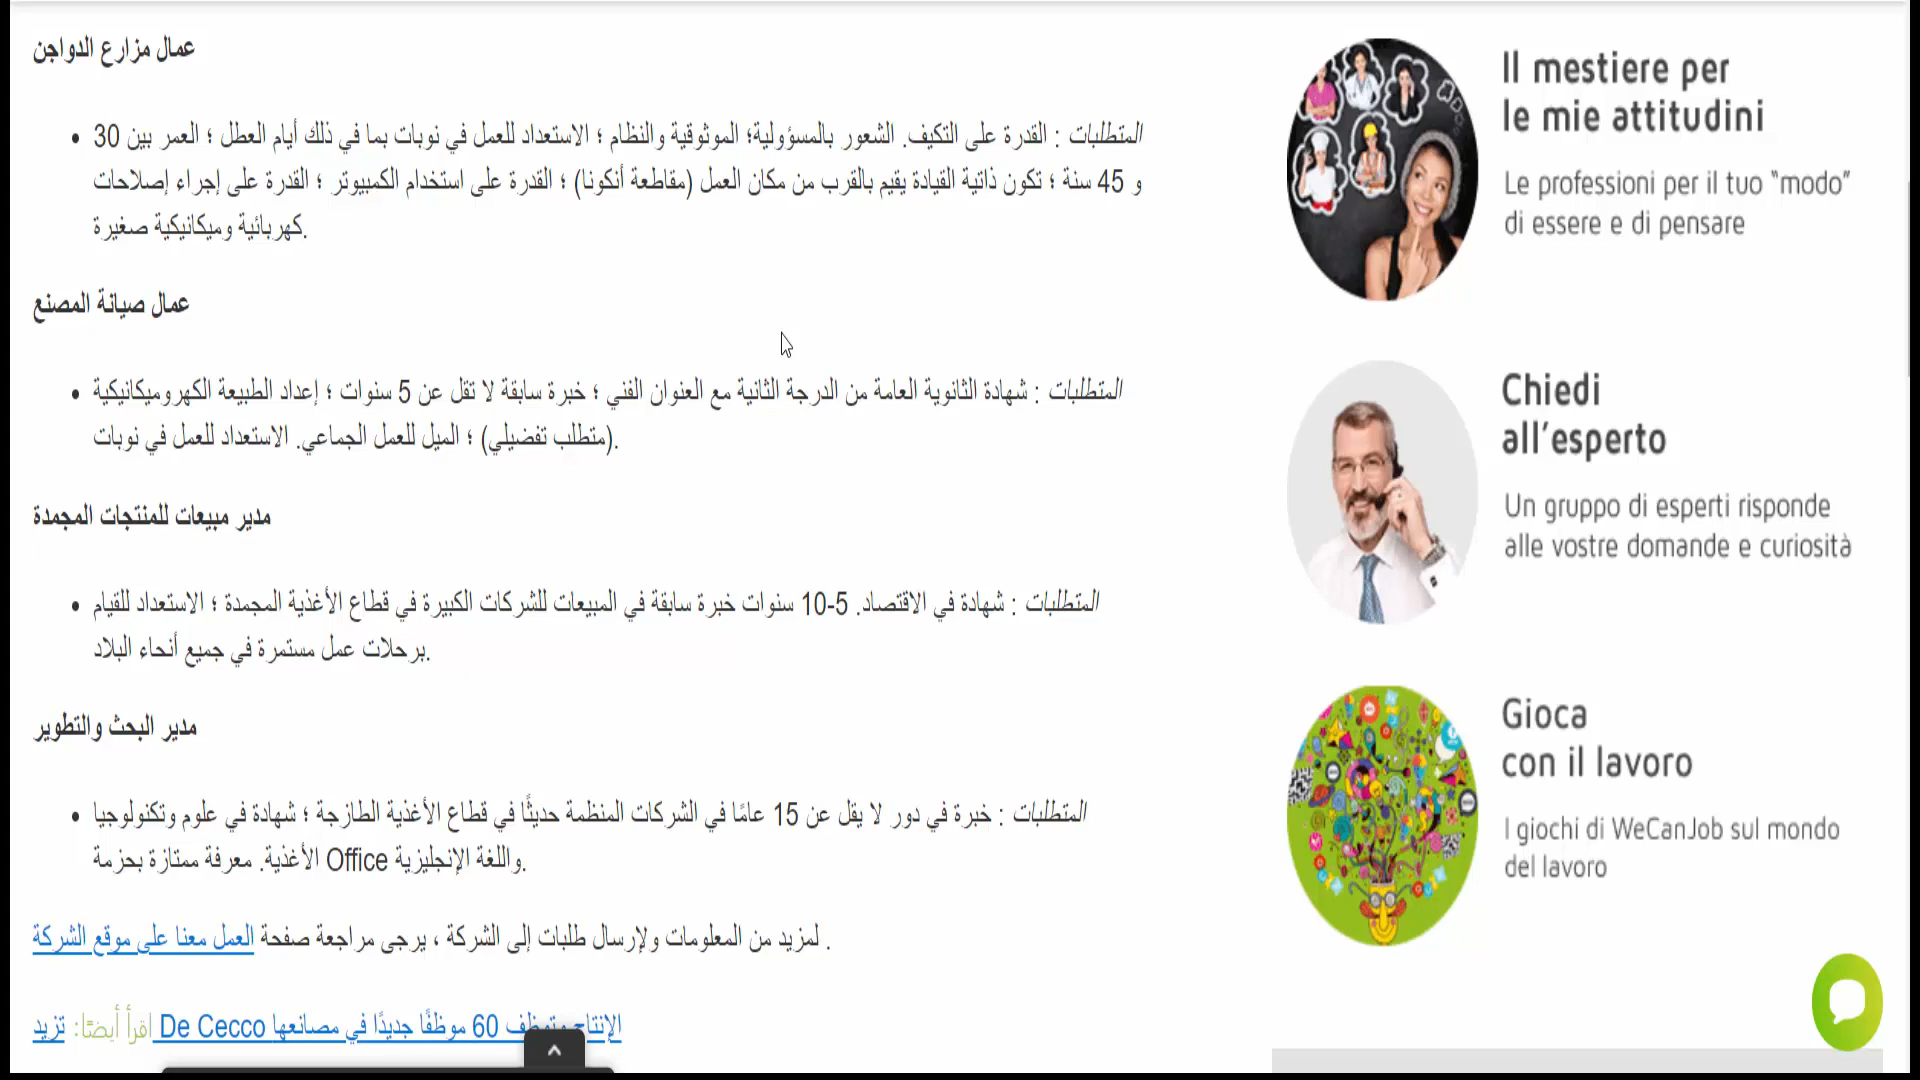 عمال مزارع الدواجن
المتطلبات : القدرة على التكيف. الشعور بالمسؤولية؛ الموثوقية والنظام ؛ الاستعداد للعمل في نوبات بما في ذلك أيام العطل ؛ العمر بين 30
و 45 سنة ؛ تكون ذاتية القيادة يقيم بالقرب من مكان العمل (مقاطعة أنكونا) ؛ القدرة على استخدام الكمبيوتر ؛ القدرة على إجراء إصلاحات
كهربائية وميكانيكية صغيرة.
عمال صيانة المصنع
المتطلبات : شهادة الثانوية العامة من الدرجة الثانية مع العنوان الفني ؛ خبرة سابقة لا تقل عن 5 سنوات ؛ إعداد الطبيعة الكهروميكانيكية
(متطلب تفضيلي) ؛ الميل للعمل الجماعي. الاستعداد للعمل في نوبات.
مدير مبيعات للمنتجات المجمدة
المتطلبات : شهادة في الاقتصاد. 5-10 سنوات خبرة سابقة في المبيعات للشركات الكبيرة في قطاع الأغذية المجمدة ؛ الاستعداد للقيام
برحلات عمل مستمرة في جميع أنحاء البلاد.
مدير البحث والتطوير
المتطلبات : خبرة في دور لا يقل عن 15 عامًا في الشركات المنظمة حديثًا في قطاع الأغذية الطازجة ؛ شهادة في علوم وتكنولوجيا
الأغذية. معرفة ممتازة بحزمة Office واللغة الإنجليزية.
لمزيد من المعلومات ولإرسال طلبات إلى الشركة ، يرجى مراجعة صفحة العمل معنا على موقع الشركة .
اقرأ أيضًا: تزيد De Cecco الإنتاج وتوظف 60 موظفًا جديدًا في مصانعها
Il mestiere per
le mie attitudini
Le professioni per il tuo “modo”
di essere e di pensare
Chiedi
all’esperto
Un gruppo di esperti risponde
alle vostre domande e curiosità
Gioca
con il lavoro
I giochi di WeCanJob sul mondo
del lavoro